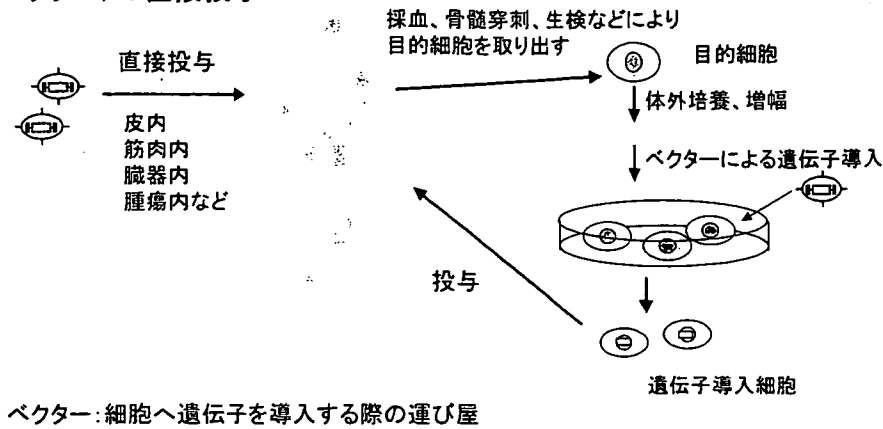 採血、骨髄穿刺、生検などにより
目的細胞を取り出す
目的細胞
直接投与
体外培養、増幅
皮内
筋肉内
臓器内
腫瘍内など
ベクターによる遺伝子導入
投与
遺伝子導入細胞
ベクター：細胞へ遺伝子を導入する際の運び屋